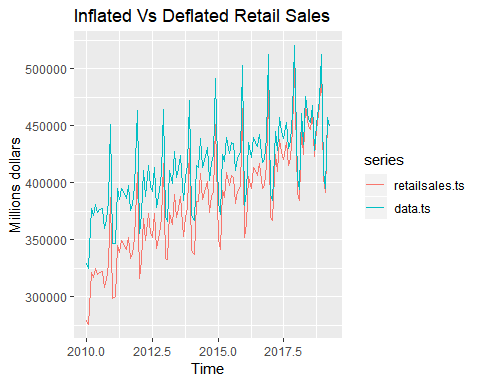 Inflated Vs Deflated Retail Sales
500000
450000
400000
350000
300000
Millions dollars
2010.0 2012.5 2015.0 2017.5
Time
series
retailsales.ts
data.ts